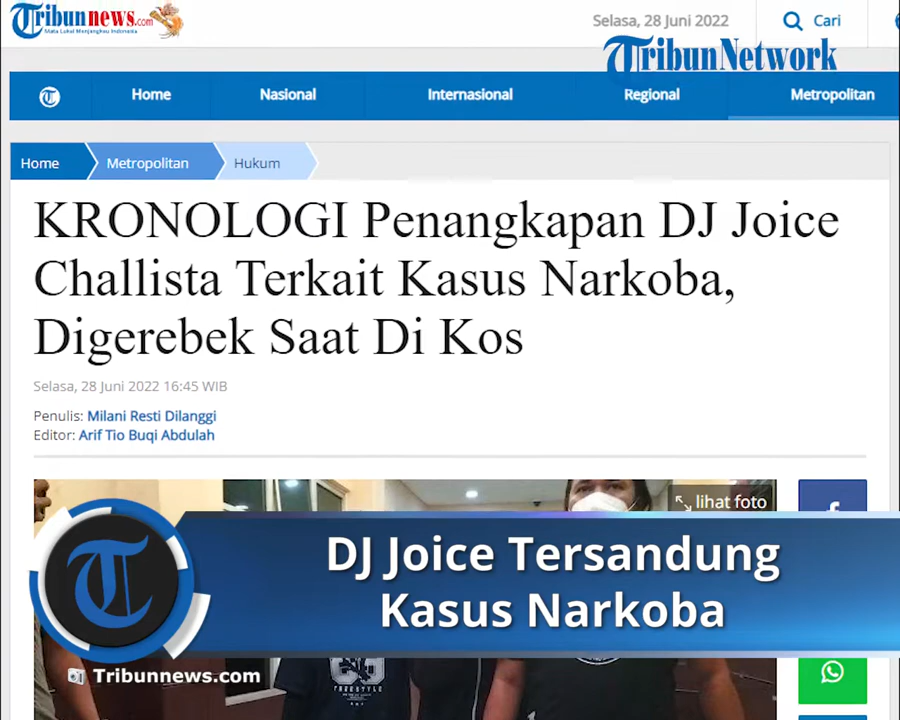 Tribunnews.com
Mata Lokal Menjangkau Indonesia
Selasa, 28 Juni 2022
Cari
TribunNetwork
Home
Nasional
Internasional
Regional
Metropolitan
Home
Metropolitan
Hukum
KRONOLOGI Penangkapan DJ Joice
Challista Terkait Kasus Narkoba,
Digerebek Saat Di Kos
Selasa, 28 Juni 2022 16:45 WIB
Penulis: Milani Resti Dilanggi
Editor: Arif Tio Buqi Abdulah
lihat foto
DJ Joice Tersandung
Kasus Narkoba
Tribunnews.com
FREESTYLE